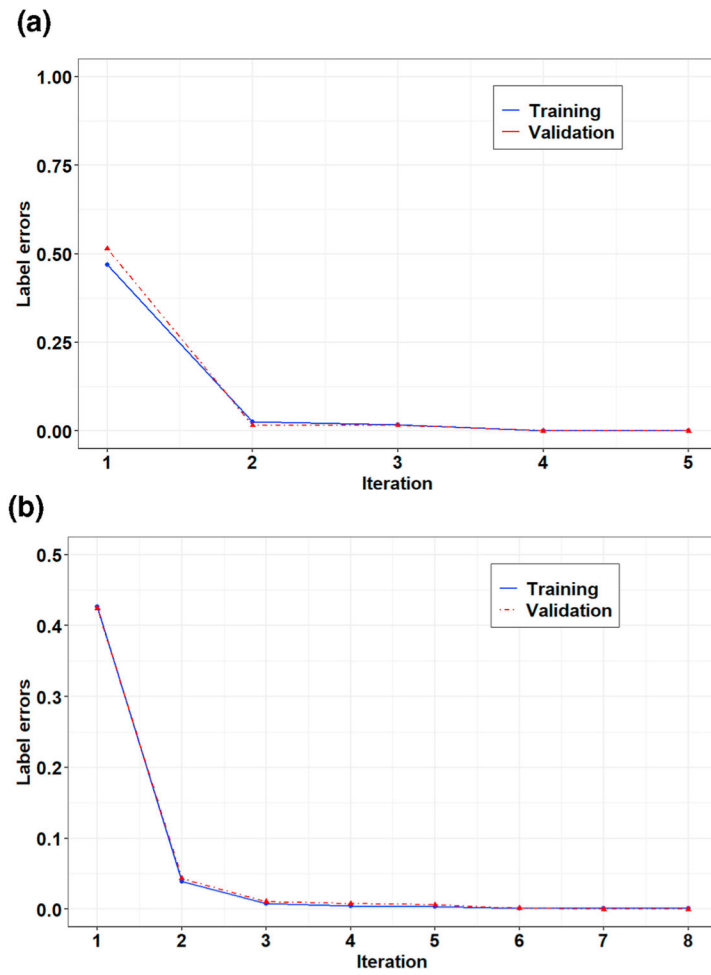 (a)
1.00
0.75
0.50
0.25
0.00
Label errors
Training
Validation
1 2 3 4 5
Iteration
(b)
0.5
0.4
0.3
0.2
0.1
0.0
Label errors
Training
Validation
1 2 3 4 5 6 7 8
Iteration